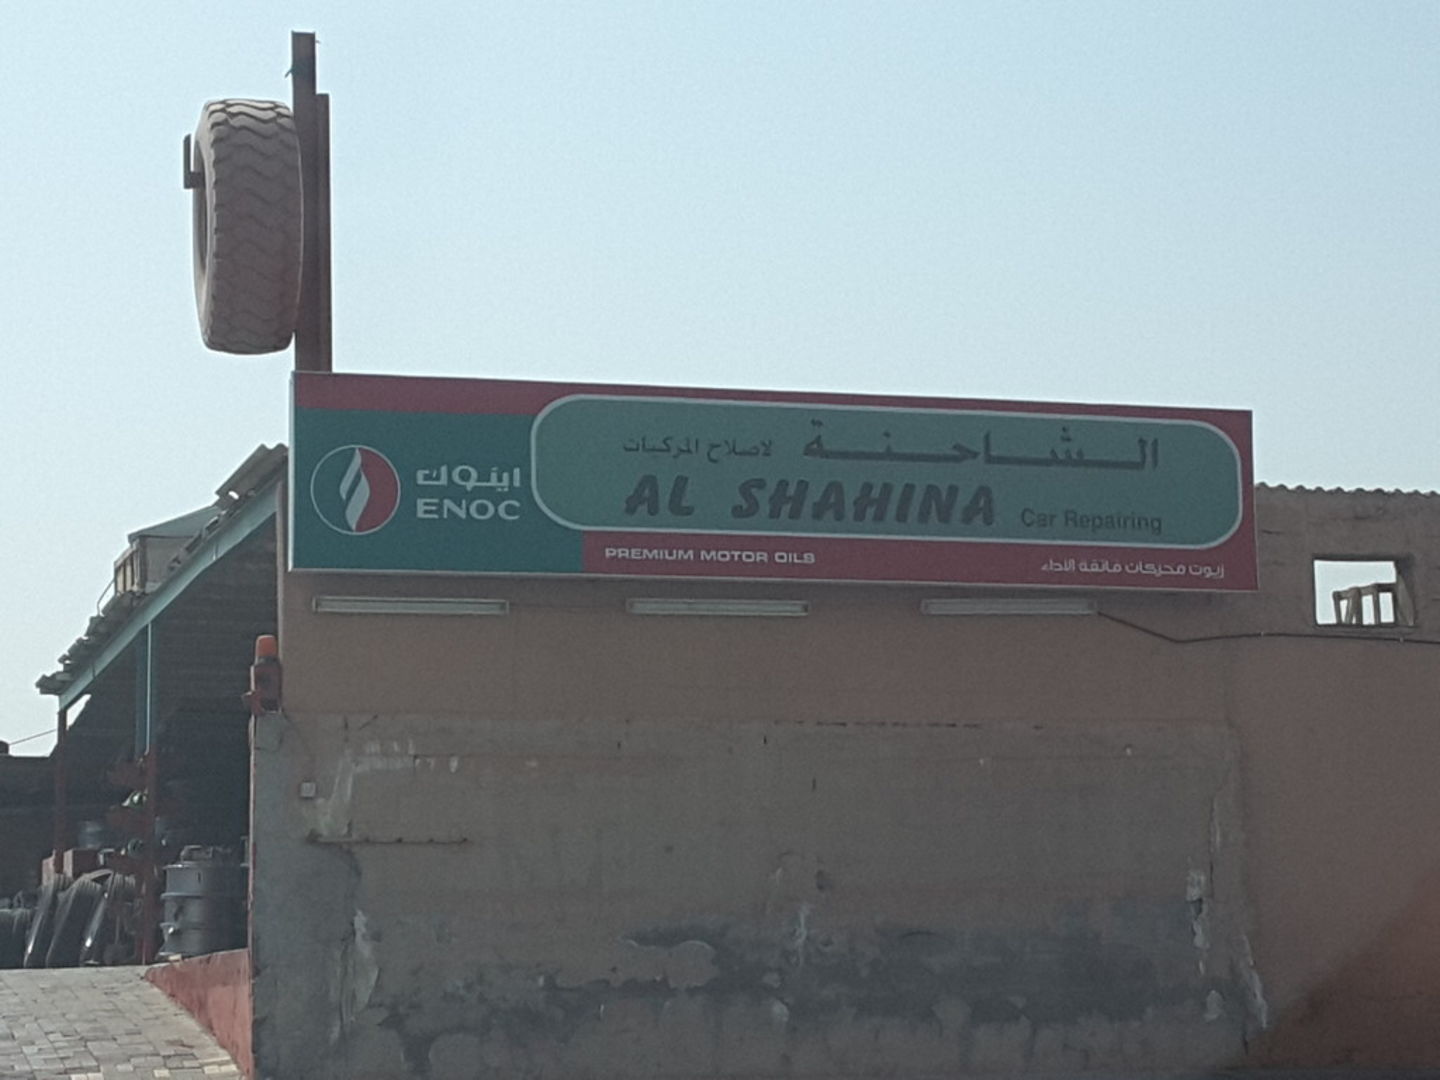 اينوك
ENOC
الشاحنة لاصلاح المركبات
AL SHAHINA Car Repairing
PREMIUM MOTOR OILS
زيوت محركات فائقة الأداء